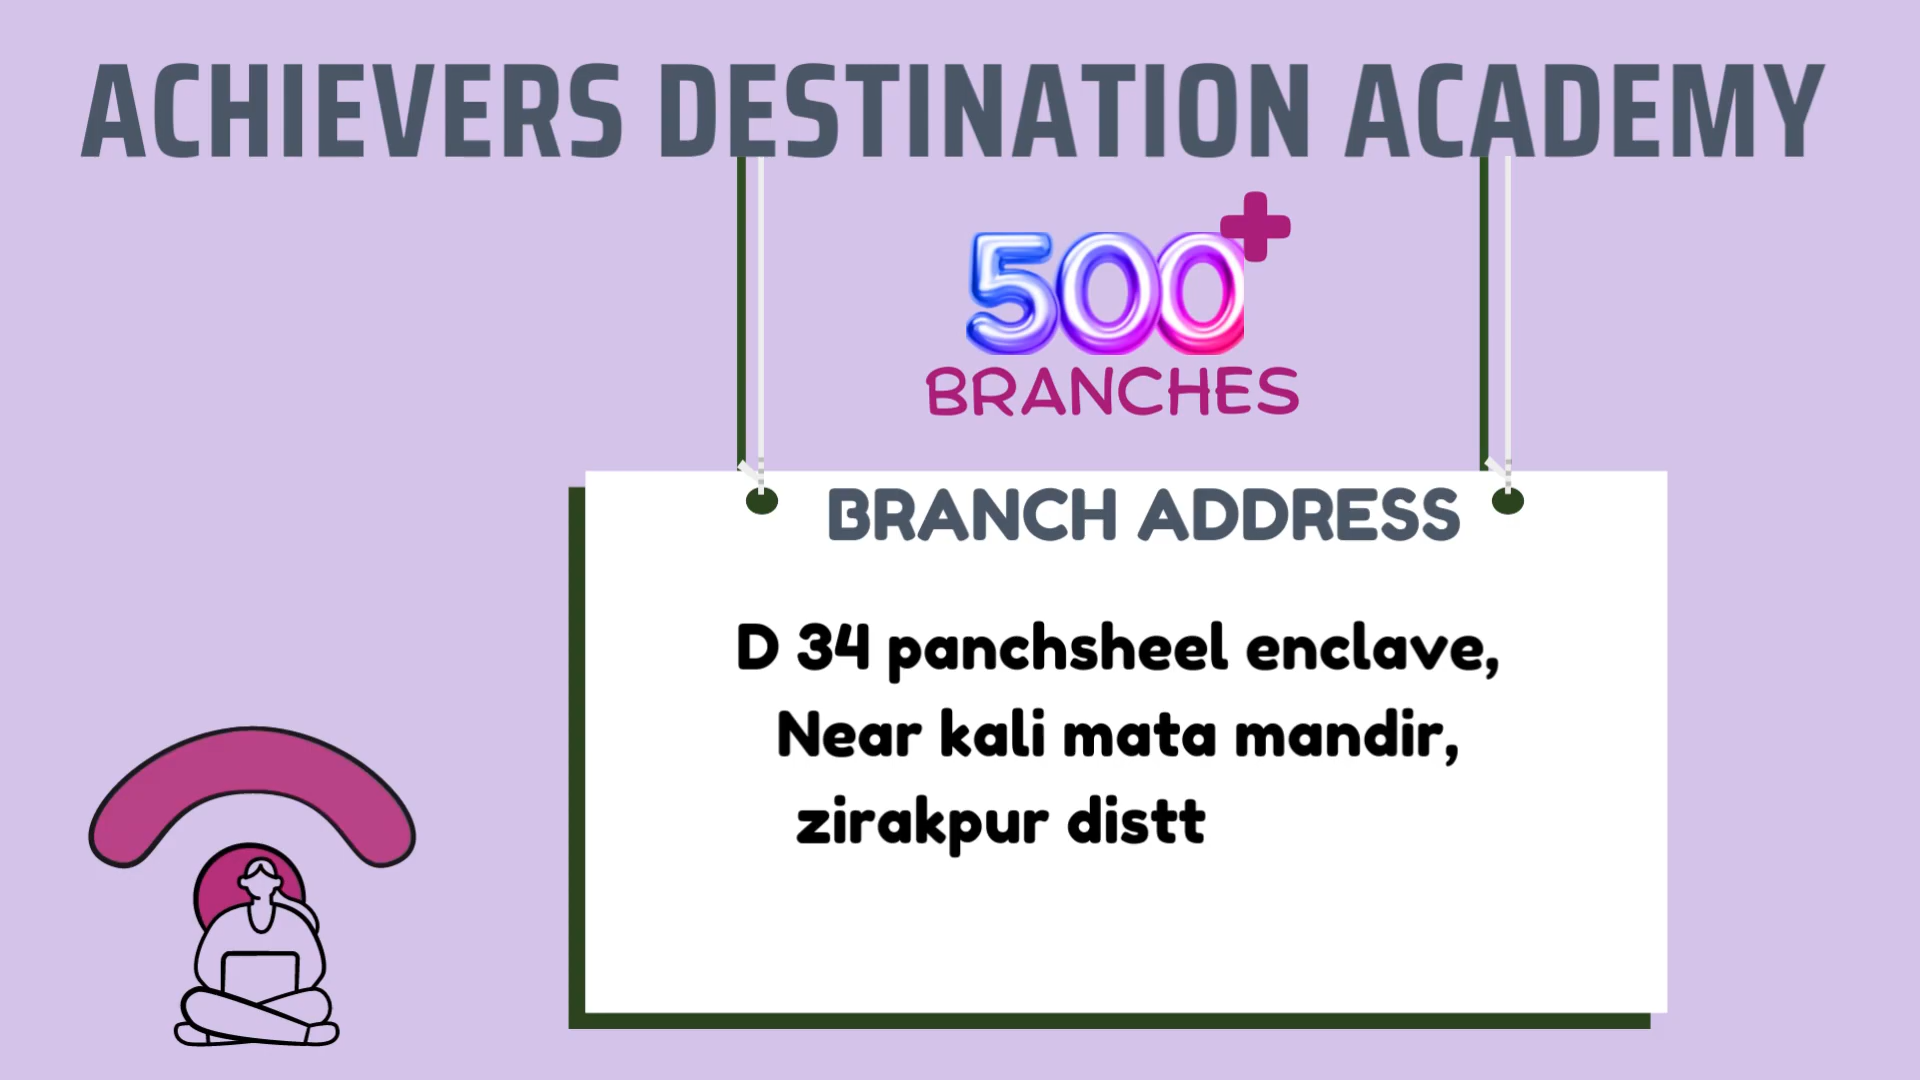 ACHIEVERS DESTINATION ACADEMY
500+
BRANCHES
BRANCH ADDRESS
D 34 panchsheel enclave,
Near kali mata mandir,
zirakpur distt